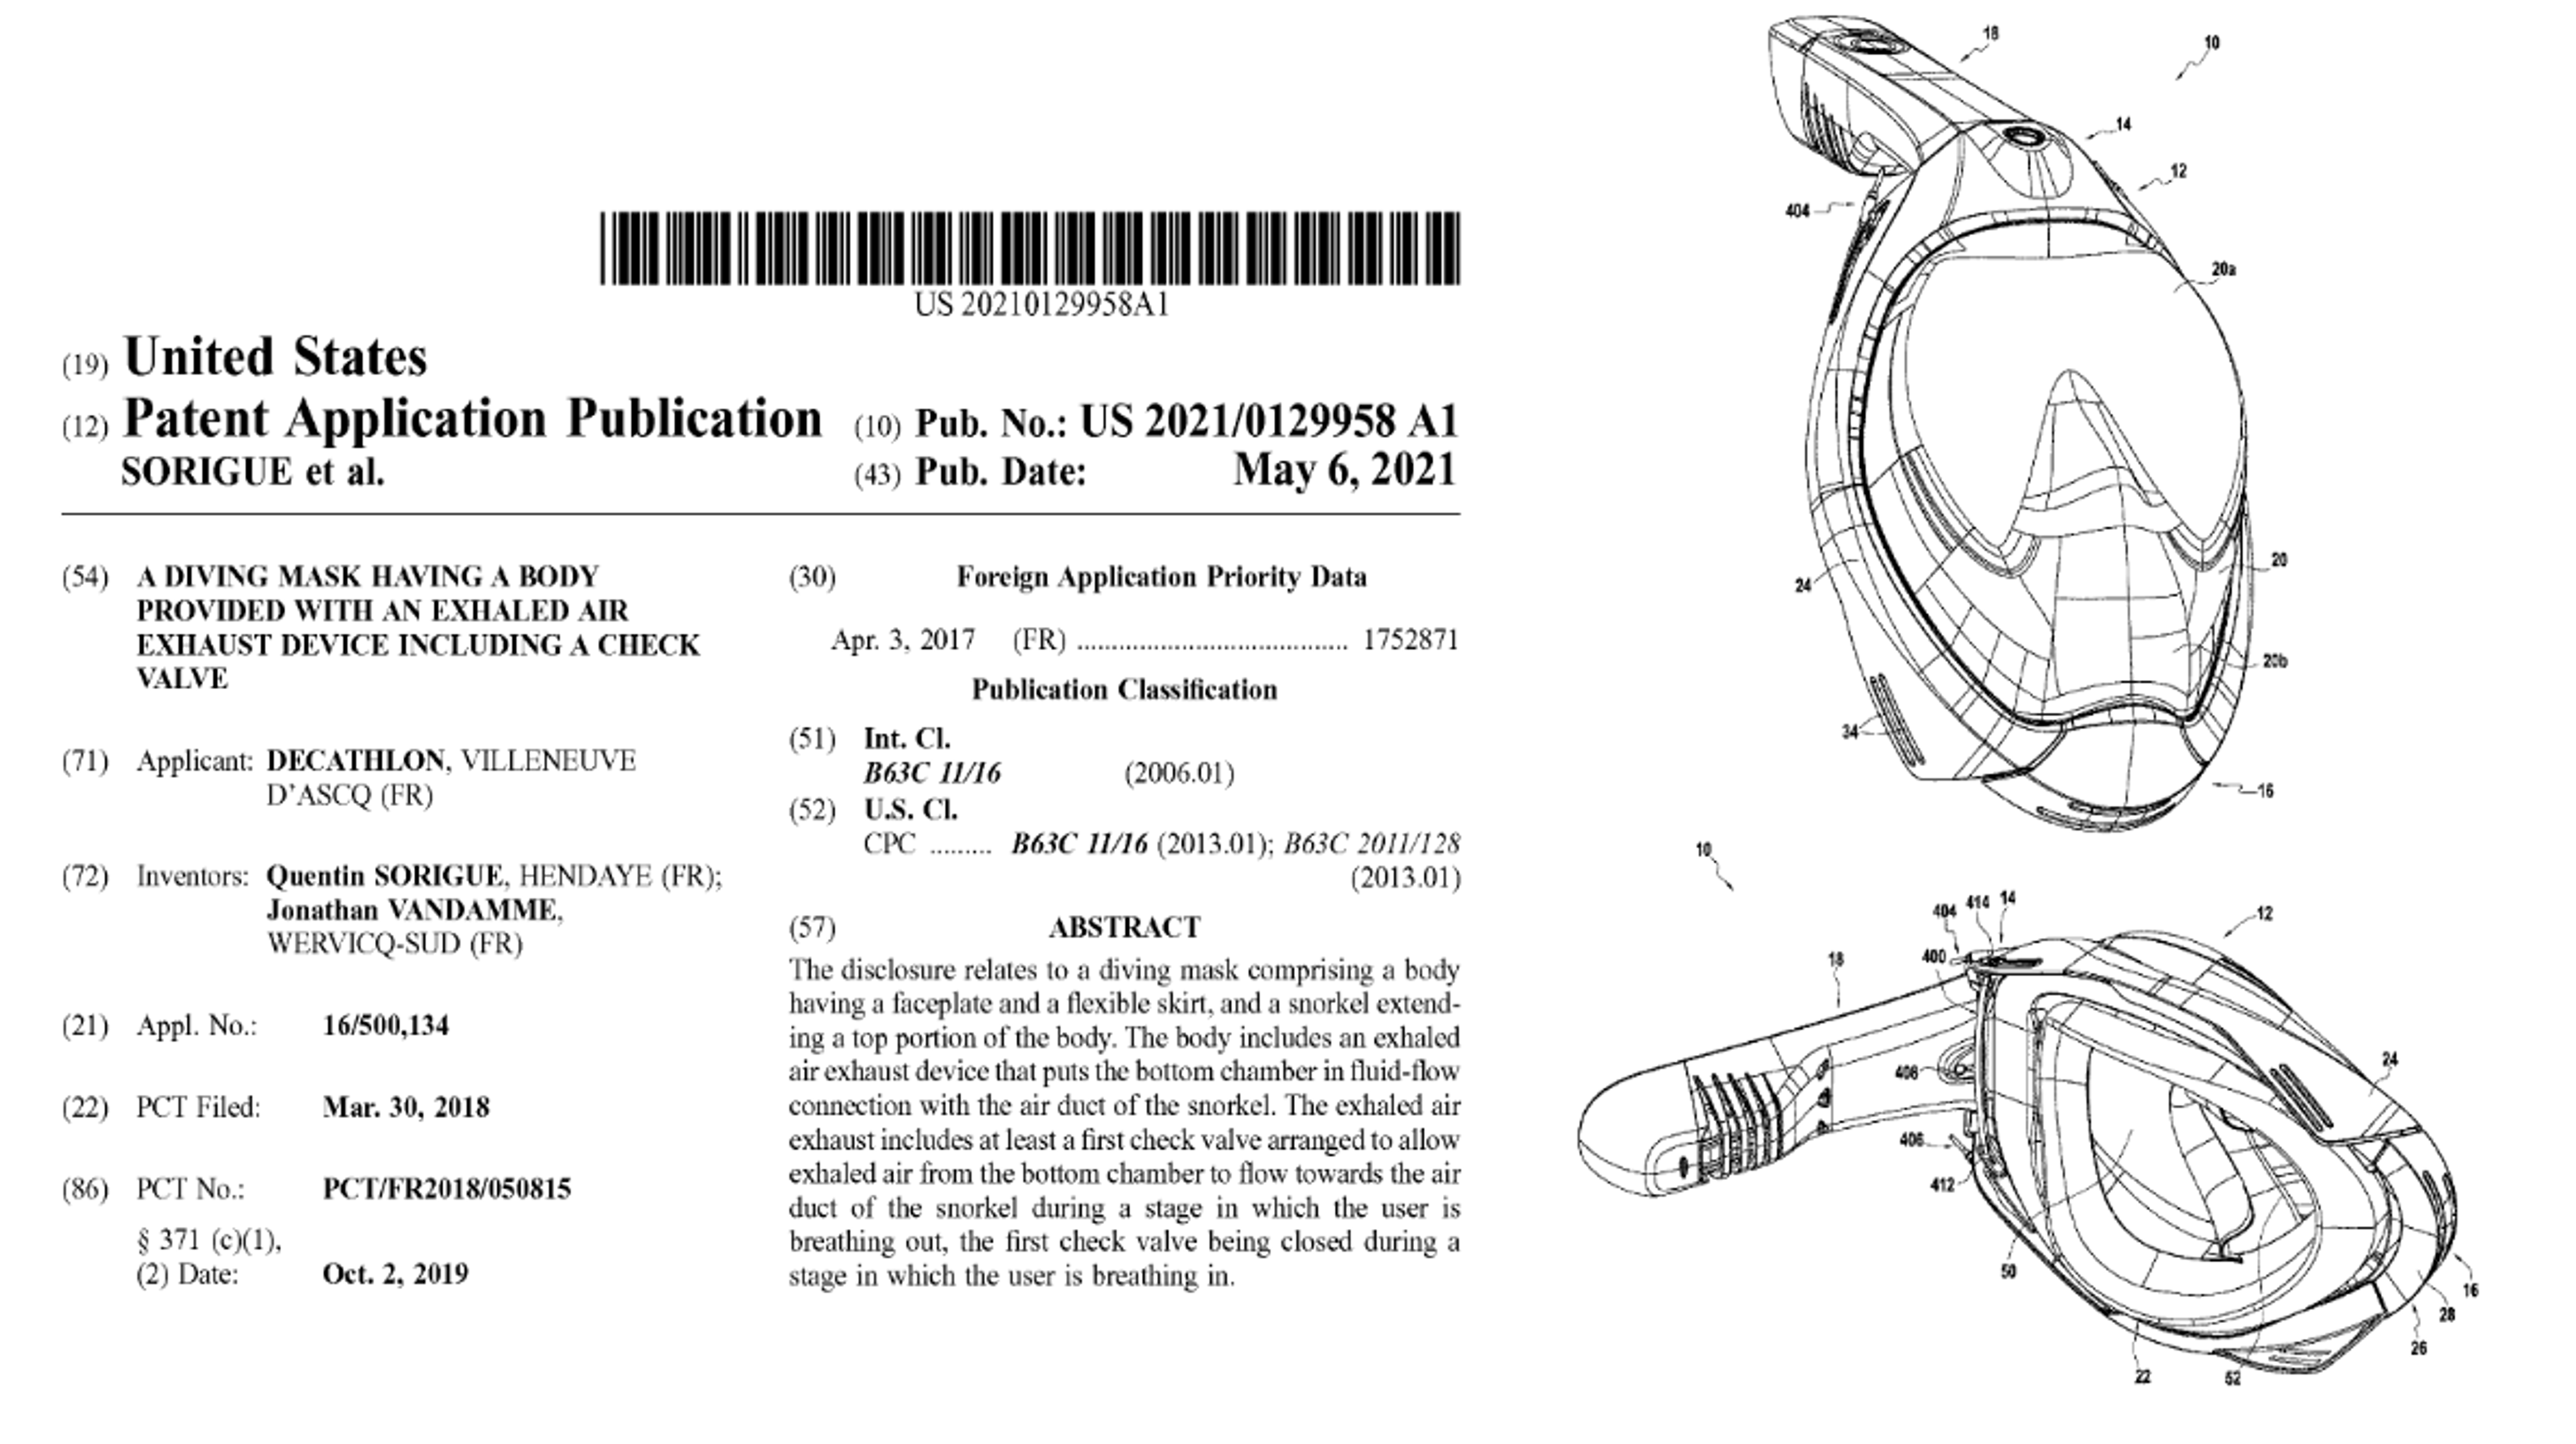 US 20210129958A1
(19) United States
(12) Patent Application Publication
SORIGUE et al.
(10) Pub. No.: US 2021/0129958 A1
(43) Pub. Date: May 6, 2021
(54) A DIVING MASK HAVING A BODY
PROVIDED WITH AN EXHALED AIR
EXHAUST DEVICE INCLUDING A CHECK
VALVE
(71) Applicant: DECATHLON, VILLENEUVE
D'ASCQ (FR)
(72) Inventors: Quentin SORIGUE, HENDAYE (FR);
Jonathan VANDAMME,
WERVICQ-SUD (FR)
(21) Appl. No.: 16/500,134
(22) PCT Filed: Mar. 30, 2018
(86) PCT No.: PCT/FR2018/050815
§ 371 (c)(1),
(2) Date: Oct. 2, 2019
(30) Foreign Application Priority Data
Apr. 3, 2017 (FR) ...................................... 1752871
Publication Classification
(51) Int. Cl.
B63C 11/16 (2006.01)
(52) U.S. Cl.
CPC ......... B63C 11/16 (2013.01); B63C 2011/128
(2013.01)
(57) ABSTRACT
The disclosure relates to a diving mask comprising a body
having a faceplate and a flexible skirt, and a snorkel extend-
ing a top portion of the body. The body includes an exhaled
air exhaust device that puts the bottom chamber in fluid-flow
connection with the air duct of the snorkel. The exhaled air
exhaust includes at least a first check valve arranged to allow
exhaled air from the bottom chamber to flow towards the air
duct of the snorkel during a stage in which the user is
breathing out, the first check valve being closed during a
stage in which the user is breathing in.
18
10
14
12
404
20a
24
20
20b
34
16
10
404
414
14
12
18
400
24
408
406
412
50
16
28
26
22
52